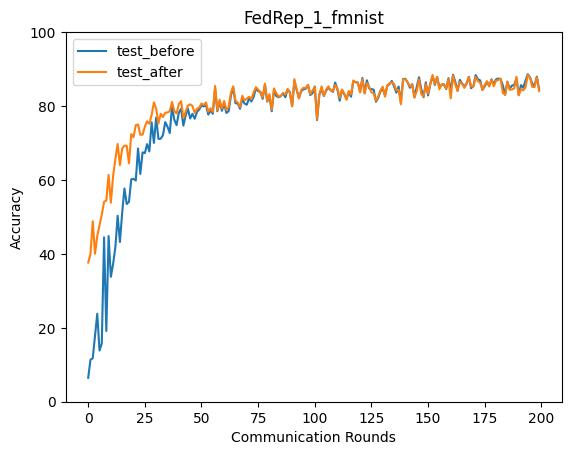 FedRep_1_fmnist
test_before
test_after
100
80
60
40
20
0
Accuracy
0 25 50 75 100 125 150 175 200
Communication Rounds